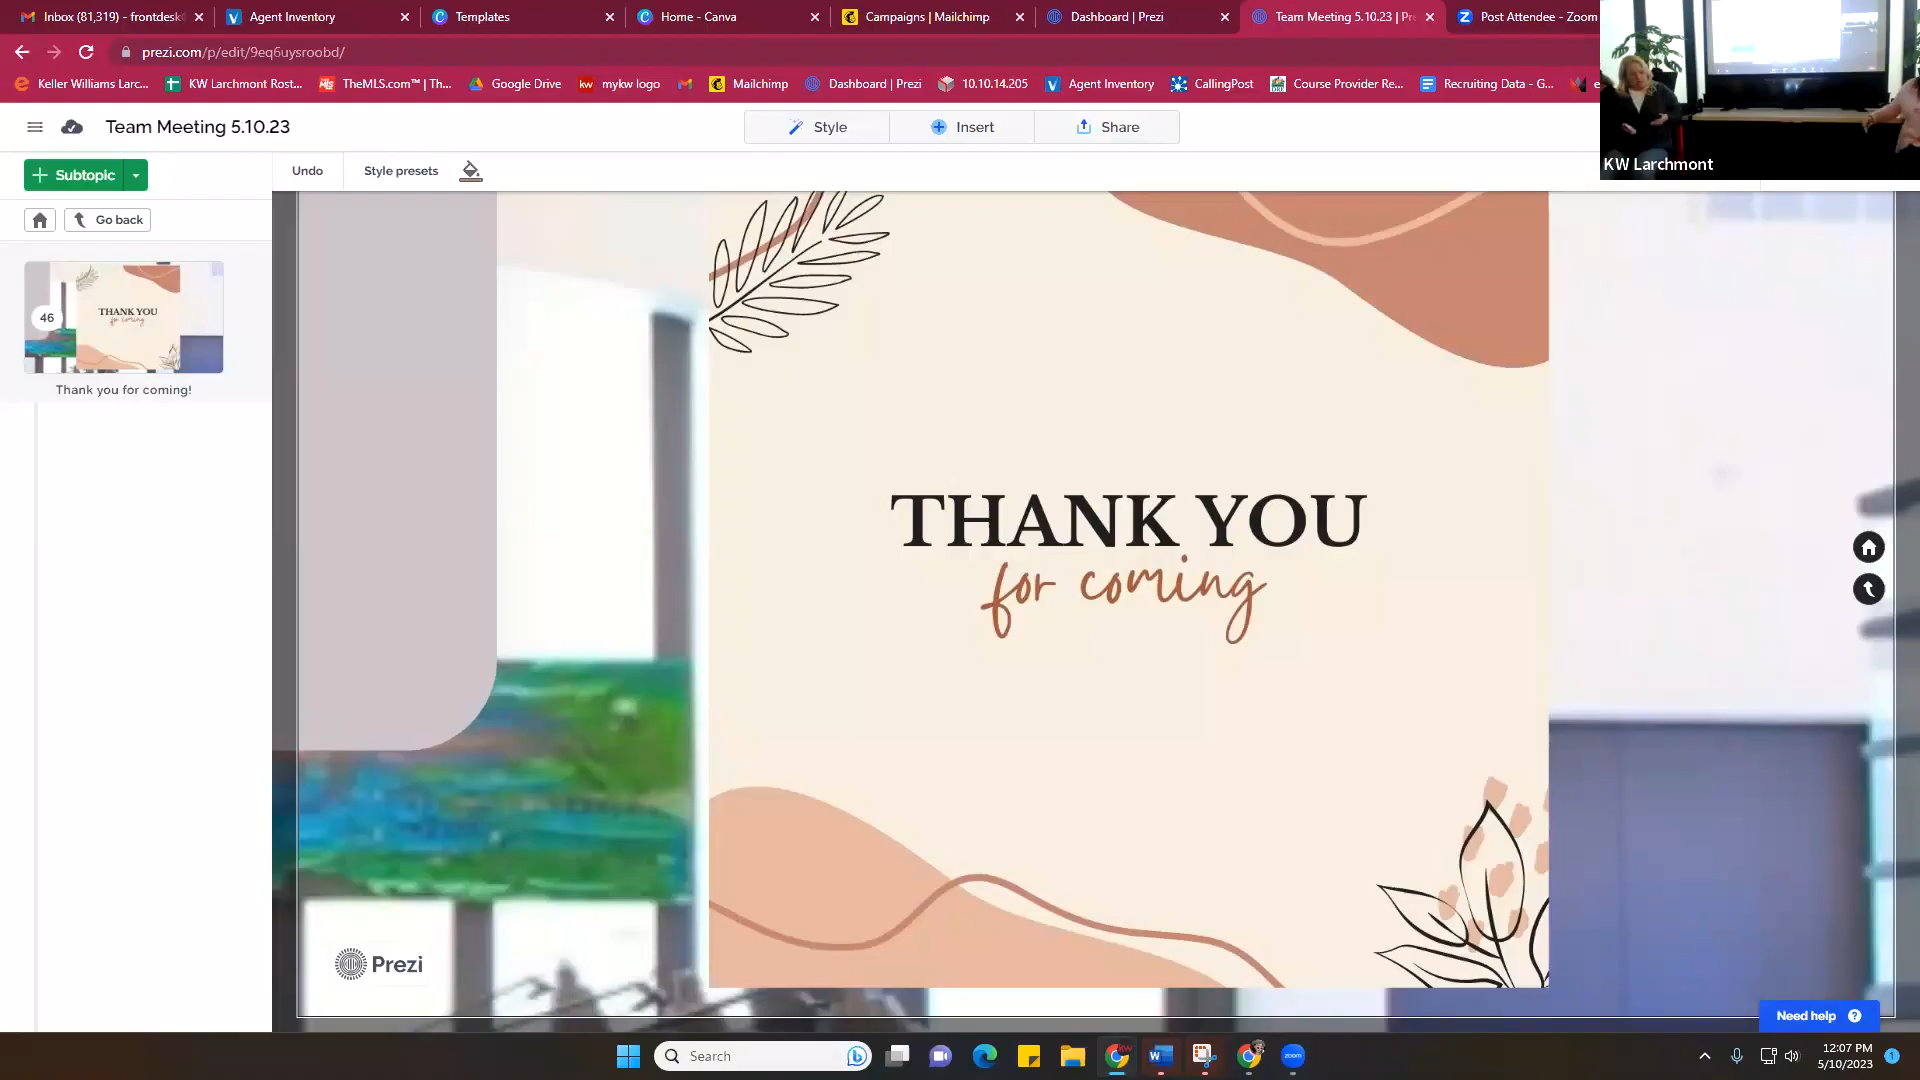 Inbox (81,319) - frontdesk
Agent Inventory
Templates
Home - Canva
Campaigns | Mailchimp
Dashboard | Prezi
Team Meeting 5.10.23 | Pr
Post Attendee - Zoom
prezi.com/p/edit/9eq6uysroobd/
Keller Williams Larc...
KW Larchmont Rost...
TheMLS.com™ | Th...
Google Drive
mykw logo
Mailchimp
Dashboard | Prezi
10.10.14.205
Agent Inventory
CallingPost
Course Provider Re...
Recruiting Data - G...
KW Larchmont
Team Meeting 5.10.23
Style
Insert
Share
Subtopic
Undo
Style presets
Go back
46
THANK YOU
for coming
Thank you for coming!
THANK YOU
for coming
Prezi
Need help ?
Search
zoom
12:07 PM
5/10/2023
1